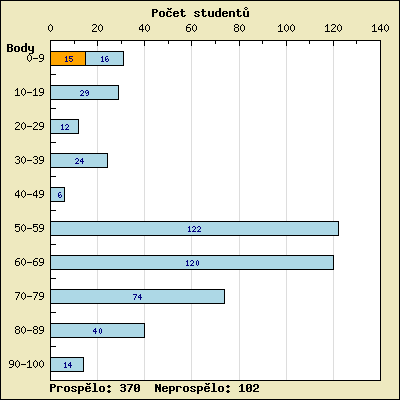 Počet studentů
0 20 40 60 80 100 120 140
Body
0-9 15 16
10-19 29
20-29 12
30-39 24
40-49 6
50-59 122
60-69 120
70-79 74
80-89 40
90-100 14
Prospělo: 370 Neprospělo: 102